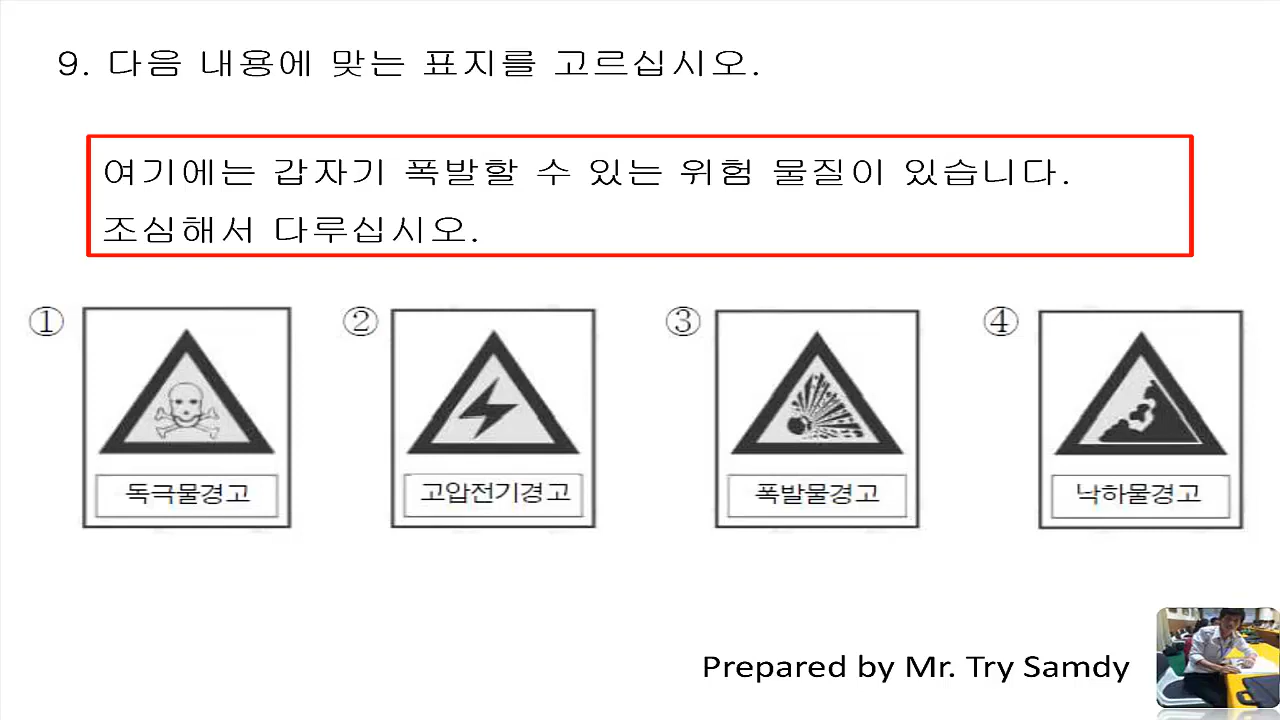 9. 다음 내용에 맞는 표지를 고르십시오.
여기에는 갑자기 폭발할 수 있는 위험 물질이 있습니다.
조심해서 다루십시오.
① ② ③ ④
독극물경고 고압전기경고 폭발물경고 낙하물경고
Prepared by Mr. Try Samdy